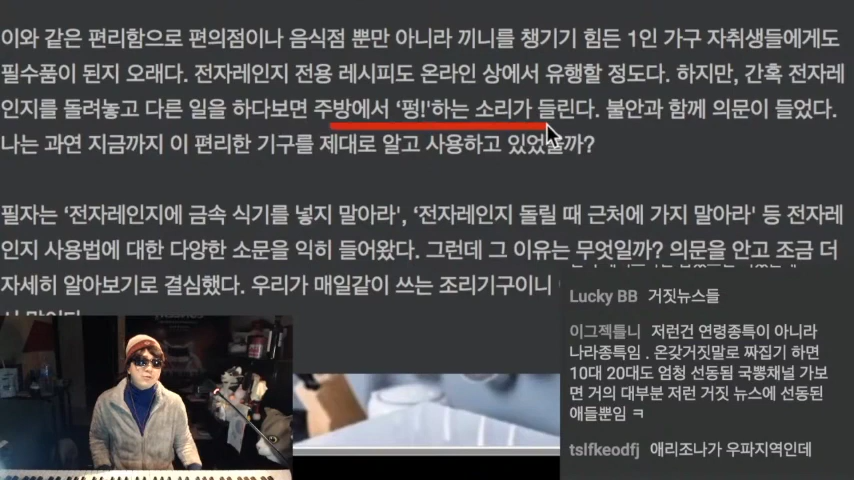 이와 같은 편리함으로 편의점이나 음식점 뿐만 아니라 끼니를 챙기기 힘든 1인 가구 자취생들에게도
필수품이 된지 오래다. 전자레인지 전용 레시피도 온라인 상에서 유행할 정도다. 하지만, 간혹 전자레
인지를 돌려놓고 다른 일을 하다보면 주방에서 ‘펑!'하는 소리가 들린다. 불안과 함께 의문이 들었다.
나는 과연 지금까지 이 편리한 기구를 제대로 알고 사용하고 있었을까?
필자는 ‘전자레인지에 금속 식기를 넣지 말아라', ‘전자레인지 돌릴 때 근처에 가지 말아라' 등 전자레
인지 사용법에 대한 다양한 소문을 익히 들어왔다. 그런데 그 이유는 무엇일까? 의문을 안고 조금 더
자세히 알아보기로 결심했다. 우리가 매일같이 쓰는 조리기구이니
Lucky BB 거짓뉴스들
이그젝틀니 저런건 연령종특이 아니라
나라종특임 . 온갖거짓말로 짜집기 하면
10대 20대도 엄청 선동됨 국뽕채널 가보
면 거의 대부분 저런 거짓 뉴스에 선동된
애들뿐임 ㅋ
tslfkeodfj 애리조나가 우파지역인데